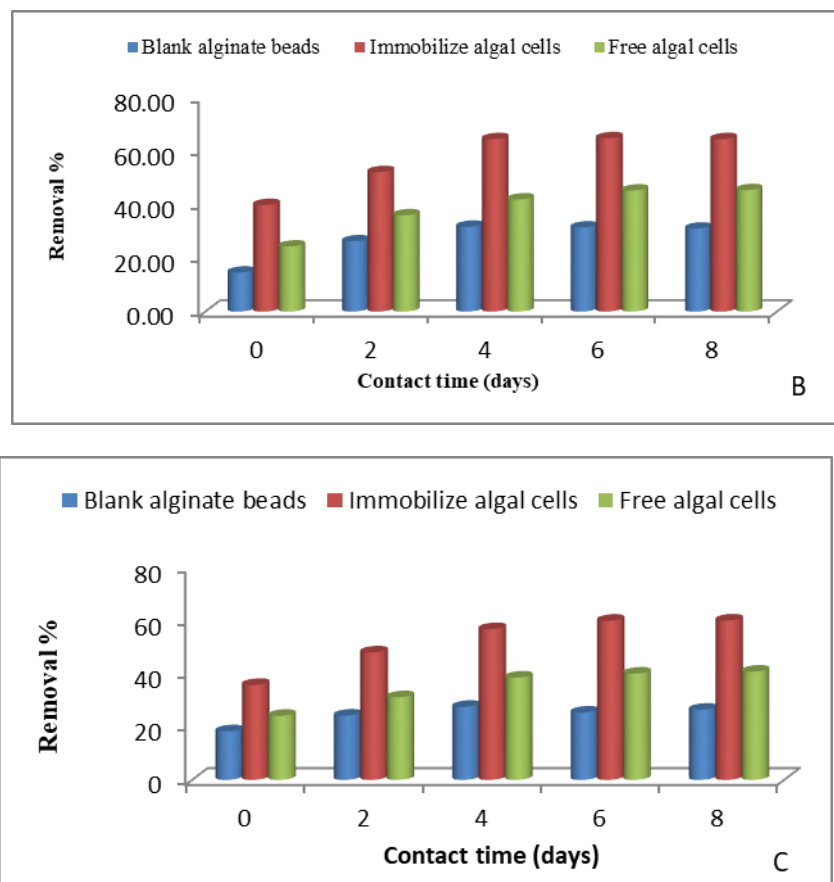 Blank alginate beads Immobilize algal cells Free algal cells
80.00
60.00
40.00
20.00
0.00
Removal %
0 2 4 6 8
Contact time (days)
B
Blank alginate beads Immobilize algal cells Free algal cells
80
60
40
20
0
Removal %
0 2 4 6 8
Contact time (days)
C